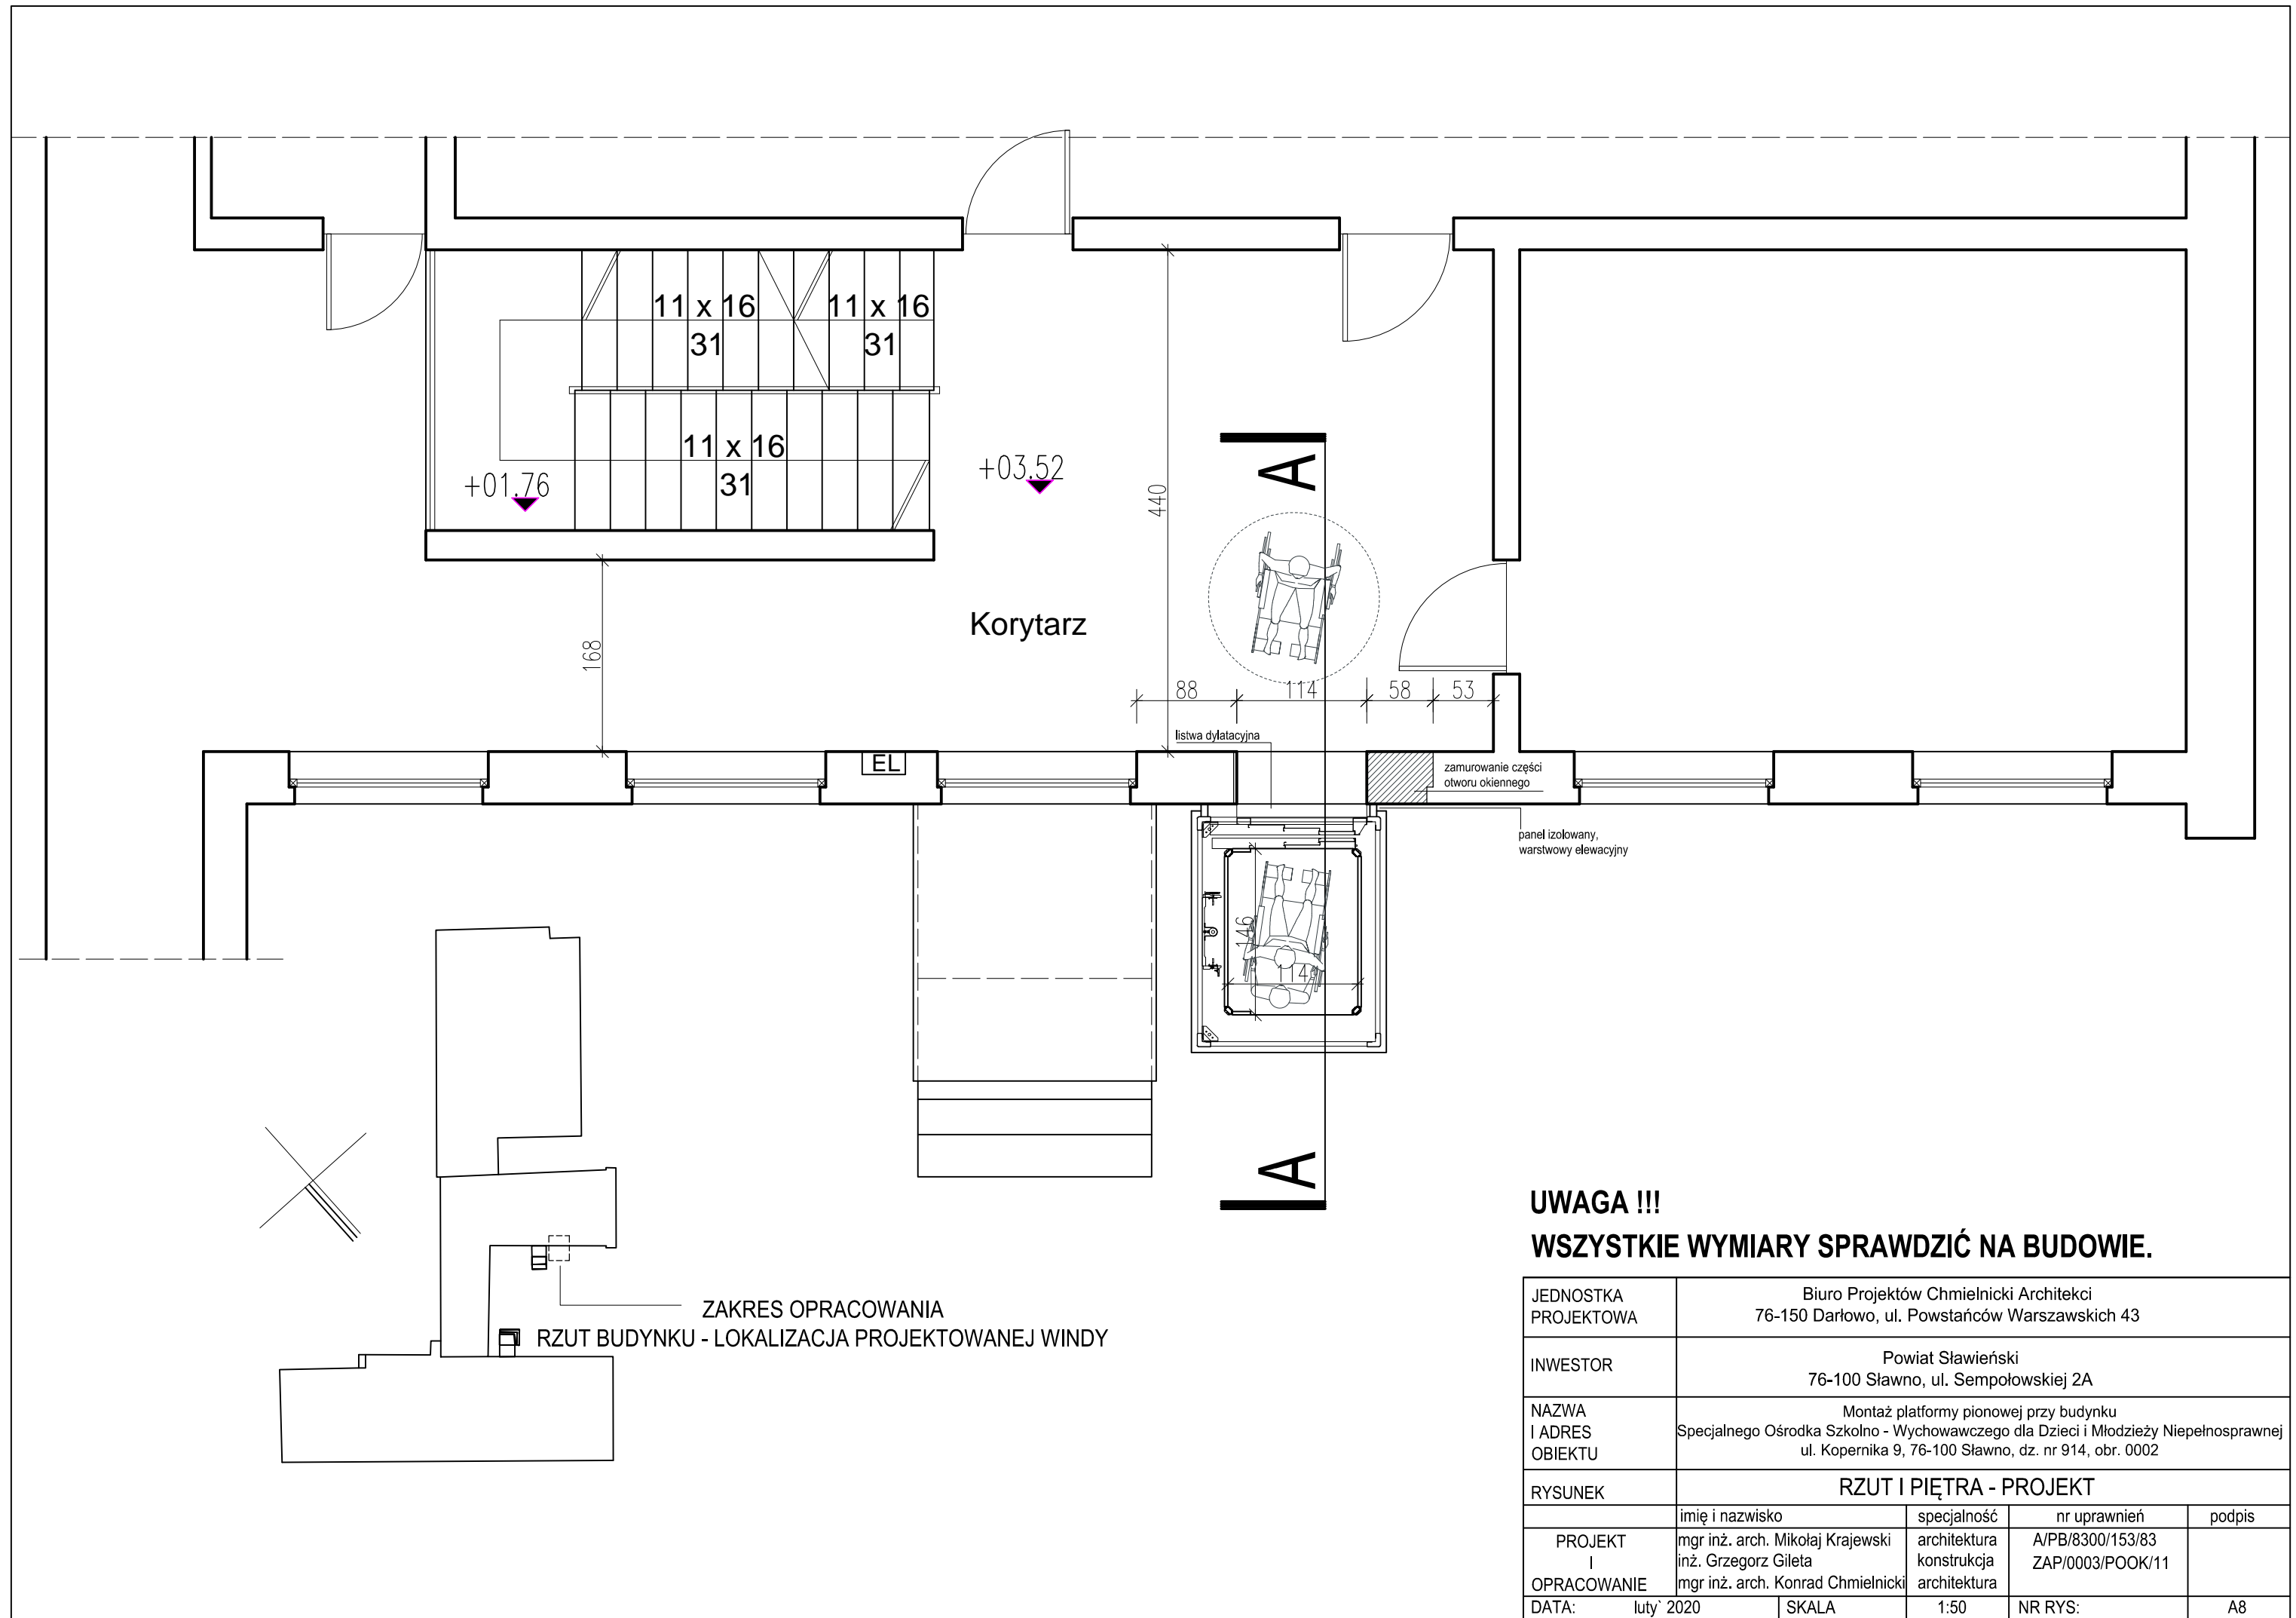 11 x 16
31
11 x 16
31
11 x 16
31
+01.76
+03.52
440
A
168
Korytarz
88
114
58
53
listwa dylatacyjna
EL
zamurowanie części
otworu okiennego
panel izolowany,
warstwowy elewacyjny
146
114
A
ZAKRES OPRACOWANIA
RZUT BUDYNKU - LOKALIZACJA PROJEKTOWANEJ WINDY
UWAGA !!!
WSZYSTKIE WYMIARY SPRAWDZIĆ NA BUDOWIE.
JEDNOSTKA
PROJEKTOWA
Biuro Projektów Chmielnicki Architekci
76-150 Darłowo, ul. Powstańców Warszawskich 43
INWESTOR
Powiat Sławieński
76-100 Sławno, ul. Sempołowskiej 2A
NAZWA
I ADRES
OBIEKTU
Montaż platformy pionowej przy budynku
Specjalnego Ośrodka Szkolno - Wychowawczego dla Dzieci i Młodzieży Niepełnosprawnej
ul. Kopernika 9, 76-100 Sławno, dz. nr 914, obr. 0002
RYSUNEK
RZUT I PIĘTRA - PROJEKT
imię i nazwisko specjalność nr uprawnień podpis
PROJEKT
I
OPRACOWANIE
mgr inż. arch. Mikołaj Krajewski architektura A/PB/8300/153/83
inż. Grzegorz Gileta konstrukcja ZAP/0003/POOK/11
mgr inż. arch. Konrad Chmielnicki architektura
DATA: luty` 2020 SKALA 1:50 NR RYS: A8